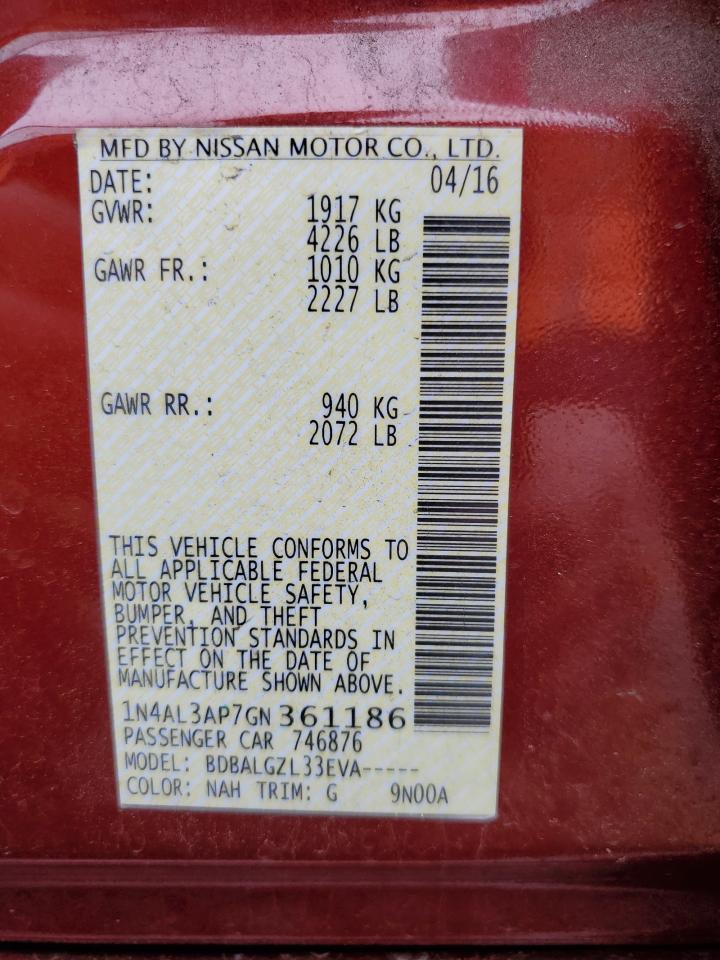 MFD BY NISSAN MOTOR CO., LTD.
DATE: 04/16
GVWR: 1917 KG
4226 LB
GAWR FR.: 1010 KG
2227 LB
GAWR RR.: 940 KG
2072 LB
THIS VEHICLE CONFORMS TO
ALL APPLICABLE FEDERAL
MOTOR VEHICLE SAFETY,
BUMPER, AND THEFT
PREVENTION STANDARDS IN
EFFECT ON THE DATE OF
MANUFACTURE SHOWN ABOVE.
1N4AL3AP7GN 361186
PASSENGER CAR 746876
MODEL: BDBALGZL33EVA-----
COLOR: NAH TRIM: G 9N00A